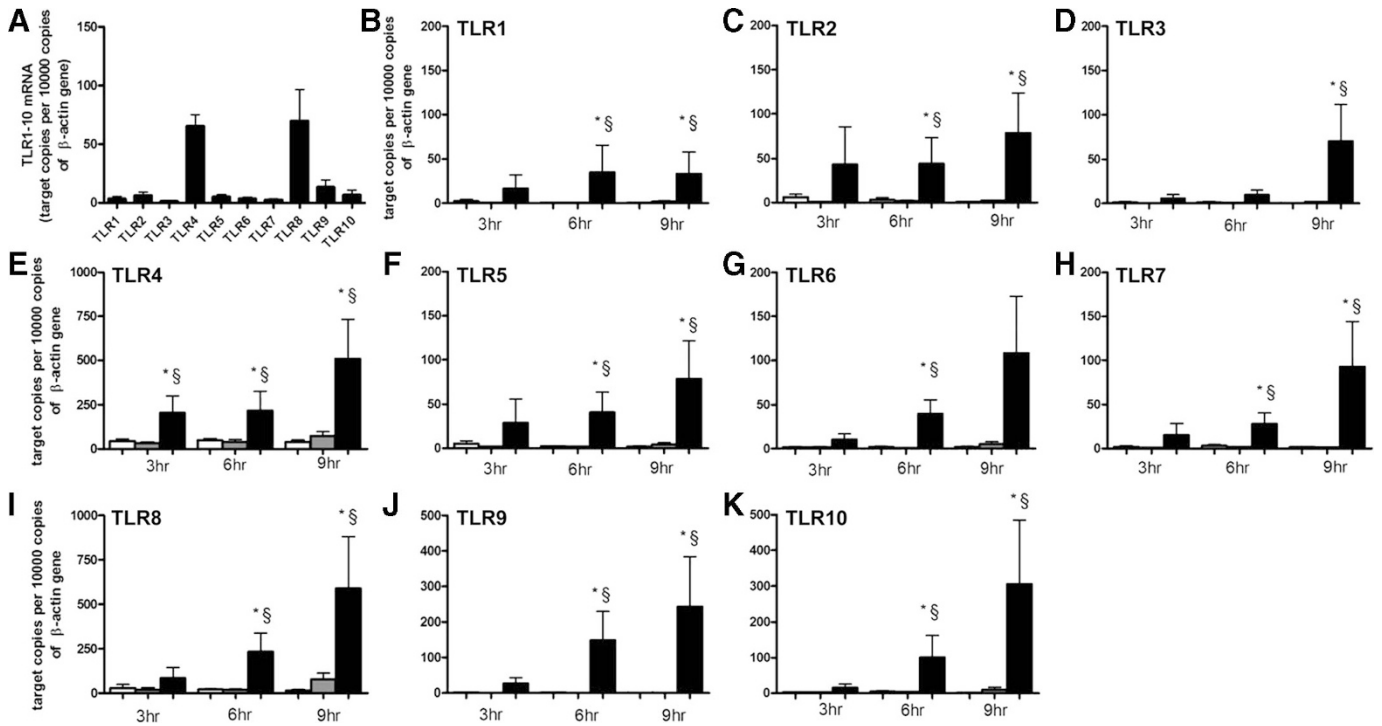 A
TLR1-10 mRNA
(target copies per 10000 copies
of β-actin gene)
150
100
50
0
TLR1 TLR2 TLR3 TLR4 TLR5 TLR6 TLR7 TLR8 TLR9 TLR10
B
TLR1
target copies per 10000 copies
of β-actin gene
200
150
100
50
0
* §
* §
3hr 6hr 9hr
C
TLR2
200
150
100
50
0
* §
* §
3hr 6hr 9hr
D
TLR3
200
150
100
50
0
* §
3hr 6hr 9hr
E
TLR4
target copies per 10000 copies
of β-actin gene
1000
750
500
250
0
* §
* §
* §
3hr 6hr 9hr
F
TLR5
200
150
100
50
0
* §
* §
3hr 6hr 9hr
G
TLR6
200
150
100
50
0
* §
3hr 6hr 9hr
H
TLR7
200
150
100
50
0
* §
* §
3hr 6hr 9hr
I
TLR8
target copies per 10000 copies
of β-actin gene
1000
750
500
250
0
* §
* §
3hr 6hr 9hr
J
TLR9
500
400
300
200
100
0
* §
* §
3hr 6hr 9hr
K
TLR10
500
400
300
200
100
0
* §
* §
3hr 6hr 9hr